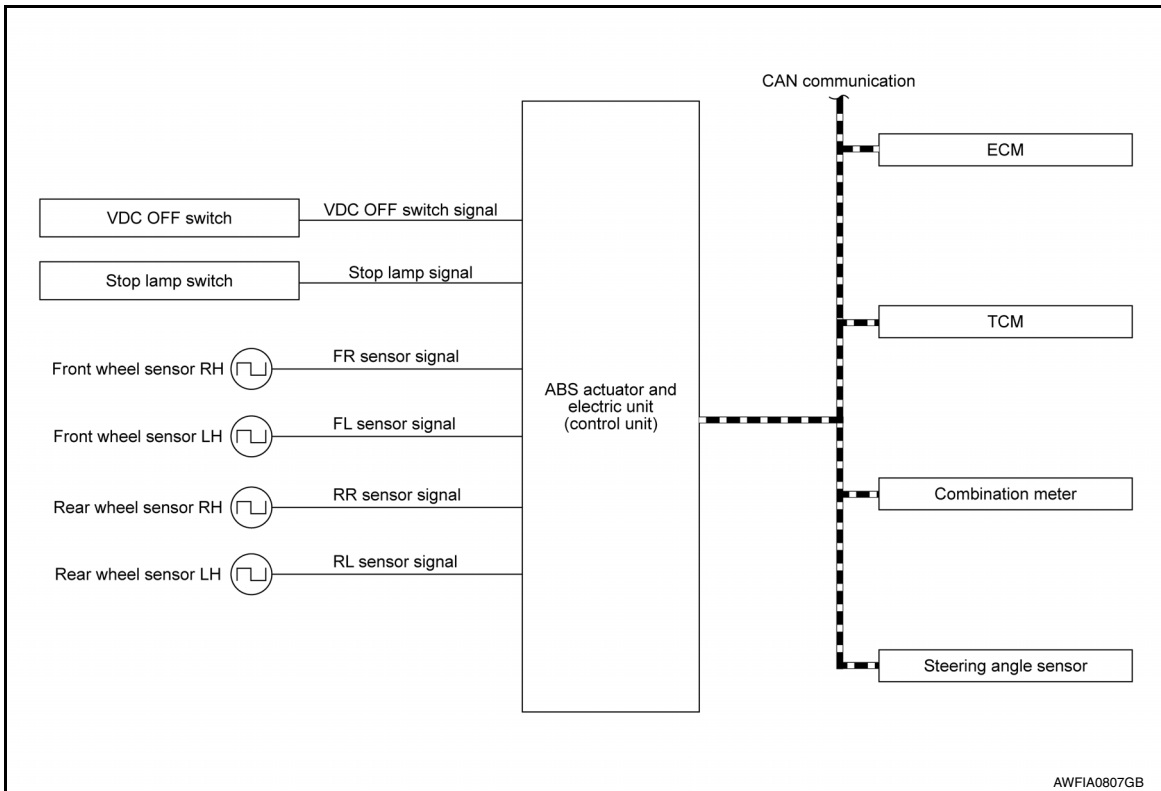 CAN communication
ECM
VDC OFF switch
VDC OFF switch signal
Stop lamp switch
Stop lamp signal
TCM
Front wheel sensor RH
FR sensor signal
ABS actuator and
electric unit
(control unit)
Front wheel sensor LH
FL sensor signal
Rear wheel sensor RH
RR sensor signal
Combination meter
Rear wheel sensor LH
RL sensor signal
Steering angle sensor
AWFIA0807GB